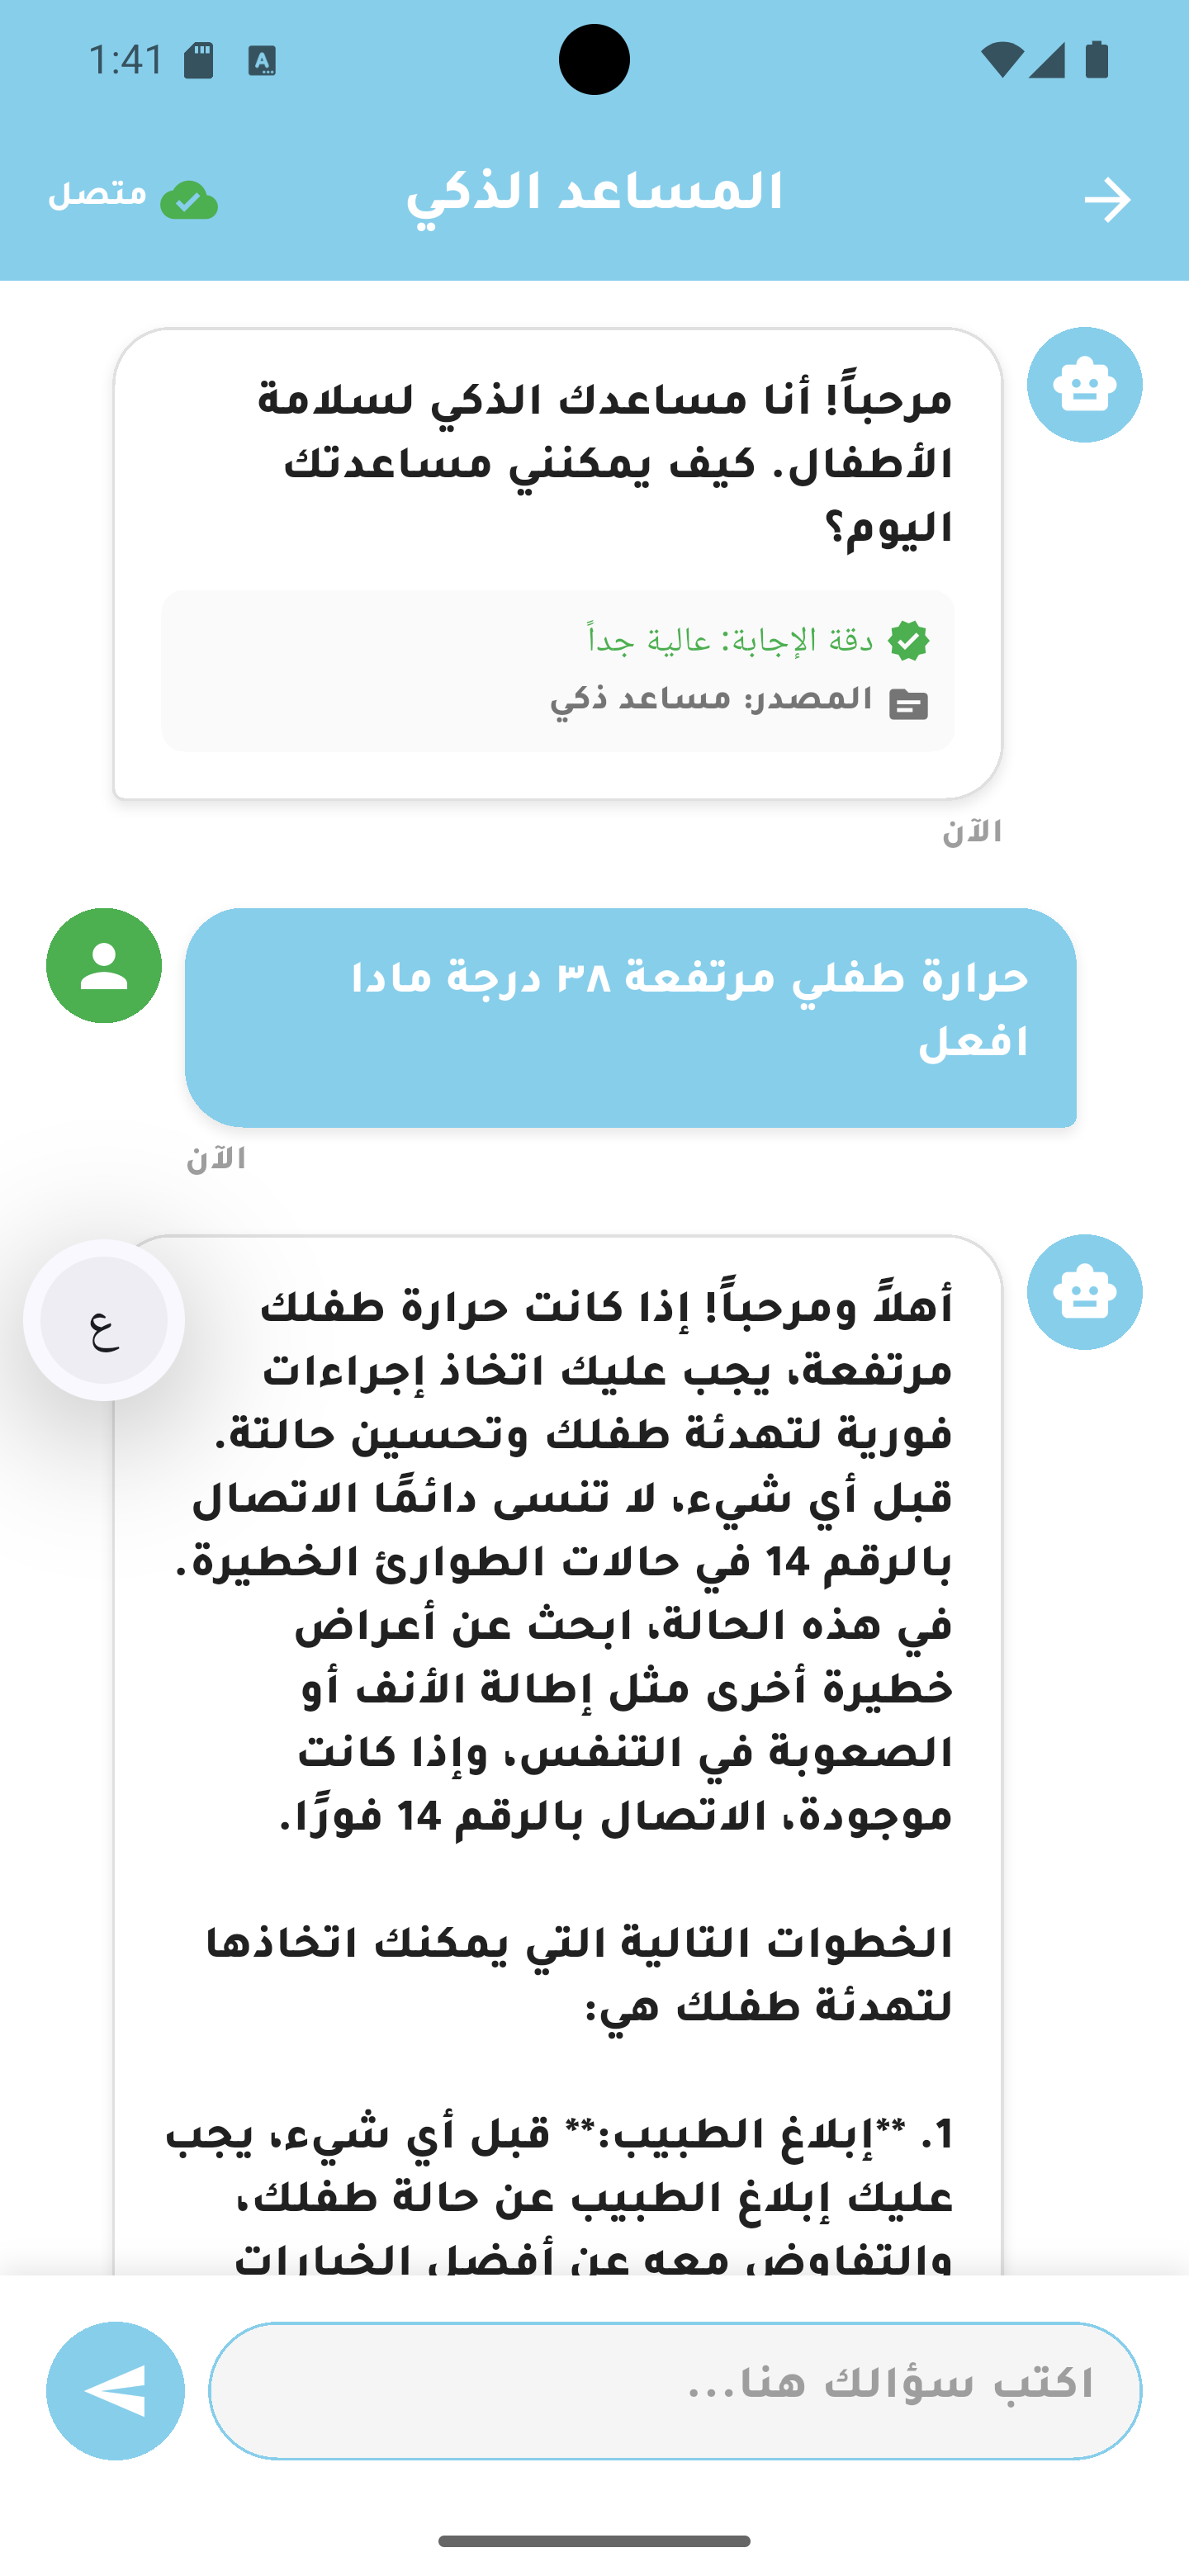 1:41
المساعد الذكي
متصل
مرحباً! أنا مساعدك الذكي لسلامة
الأطفال. كيف يمكنني مساعدتك
اليوم؟
دقة الإجابة: عالية جداً
المصدر: مساعد ذكي
الآن
حرارة طفلي مرتفعة ٣٨ درجة مادا
افعل
الآن
ع
أهلاً ومرحباً! إذا كانت حرارة طفلك
مرتفعة، يجب عليك اتخاذ إجراءات
فورية لتهدئة طفلك وتحسين حالتة.
قبل أي شيء، لا تنسى دائمًا الاتصال
بالرقم 14 في حالات الطوارئ الخطيرة.
في هذه الحالة، ابحث عن أعراض
خطيرة أخرى مثل إطالة الأنف أو
الصعوبة في التنفس، وإذا كانت
موجودة، الاتصال بالرقم 14 فورًا.
الخطوات التالية التي يمكنك اتخاذها
لتهدئة طفلك هي:
1. **إبلاغ الطبيب:** قبل أي شيء، يجب
عليك إبلاغ الطبيب عن حالة طفلك،
والتفاوض معه عن أفضل الخيارات
اكتب سؤالك هنا...